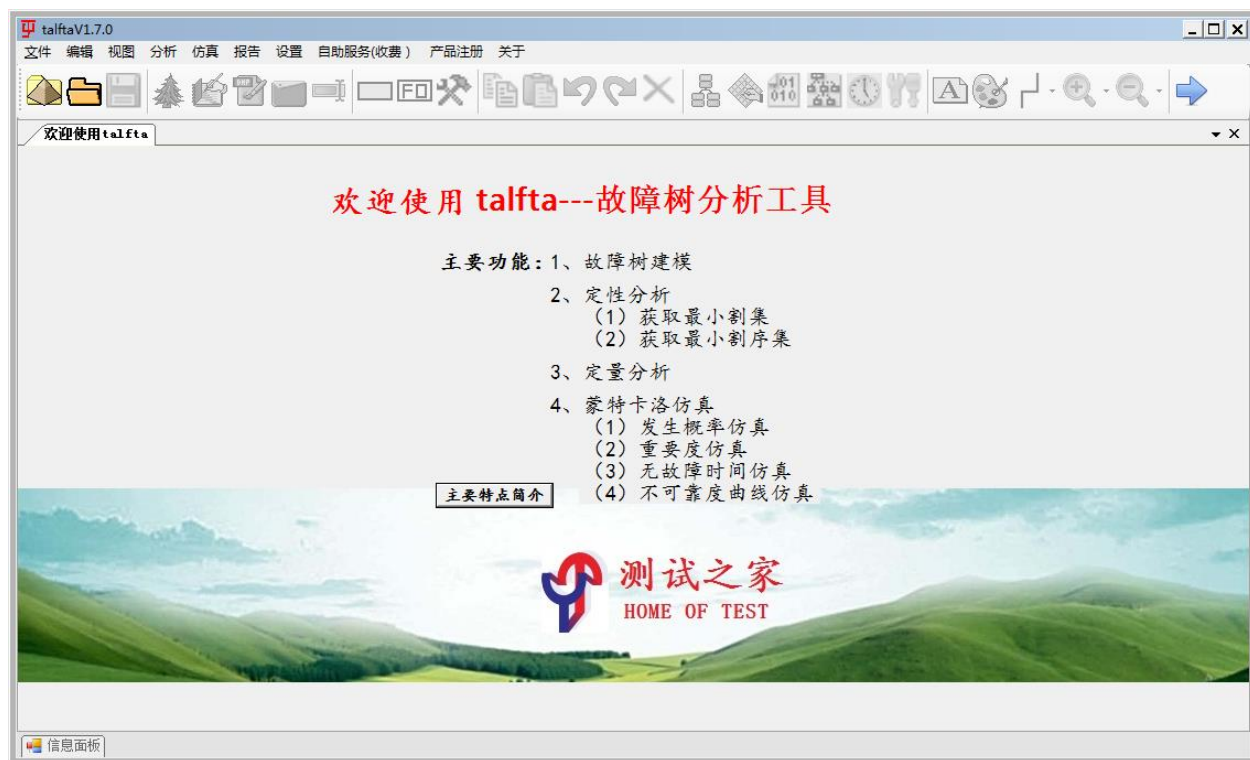 talftaV1.7.0
文件 编辑 视图 分析 仿真 报告 设置 自助服务(收费) 产品注册 关于
FD A
101
010
欢迎使用talfta
欢迎使用 talfta---故障树分析工具
主要功能:1、故障树建模
2、定性分析
(1) 获取最小割集
(2) 获取最小割序集
3、定量分析
4、蒙特卡洛仿真
(1) 发生概率仿真
(2) 重要度仿真
(3) 无故障时间仿真
主要特点简介 (4) 不可靠度曲线仿真
测试之家
HOME OF TEST
信息面板